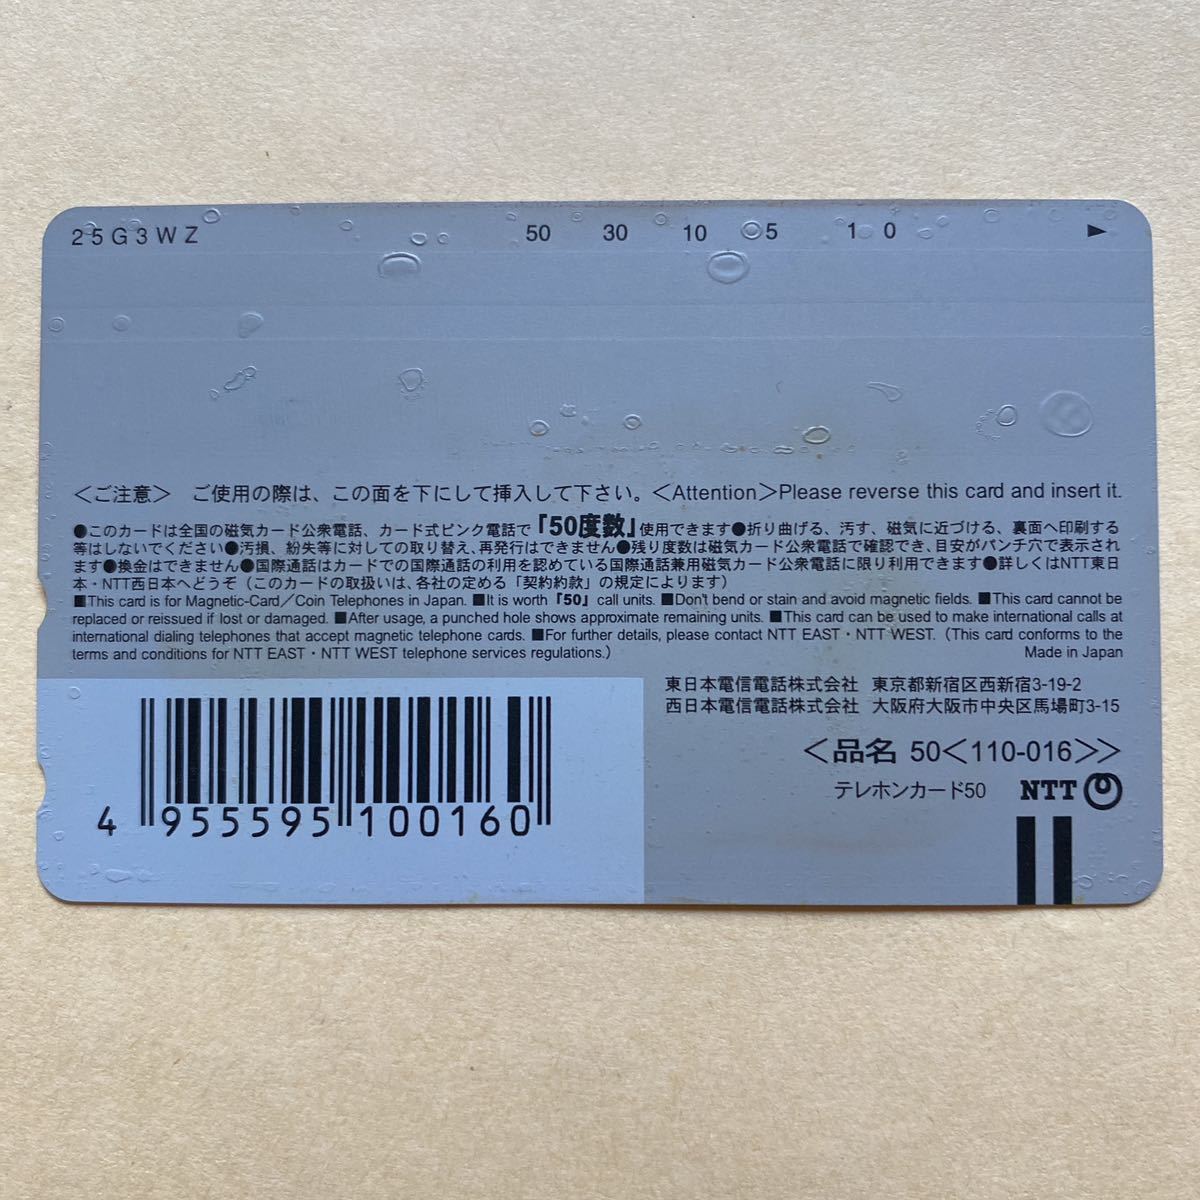 25G3WZ 50 30 10 5 1 0 ▶
＜ご注意＞ ご使用の際は、この面を下にして挿入して下さい。＜Attention＞Please reverse this card and insert it.
●このカードは全国の磁気カード公衆電話、カード式ピンク電話で「50度数」使用できます●折り曲げる、汚す、磁気に近づける、裏面へ印刷する
等はしないでください●汚損、紛失等に対しての取り替え、再発行はできません●残り度数は磁気カード公衆電話で確認でき、目安がパンチ穴で表示され
ます●換金はできません●国際通話はカードでの国際通話の利用を認めている国際通話兼用磁気カード公衆電話に限り利用できます●詳しくはNTT東日
本・NTT西日本へどうぞ（このカードの取扱いは、各社の定める「契約約款」の規定によります）
■This card is for Magnetic-Card／Coin Telephones in Japan. ■It is worth「50」call units. ■Don't bend or stain and avoid magnetic fields. ■This card cannot be
replaced or reissued if lost or damaged. ■After usage, a punched hole shows approximate remaining units. ■This card can be used to make international calls at
international dialing telephones that accept magnetic telephone cards. ■For further details, please contact NTT EAST・NTT WEST.（This card conforms to the
terms and conditions for NTT EAST・NTT WEST telephone services regulations.） Made in Japan
東日本電信電話株式会社 東京都新宿区西新宿3-19-2
西日本電信電話株式会社 大阪府大阪市中央区馬場町3-15
＜品名 50＜110-016＞＞
テレホンカード50 NTT
4 955595 100160